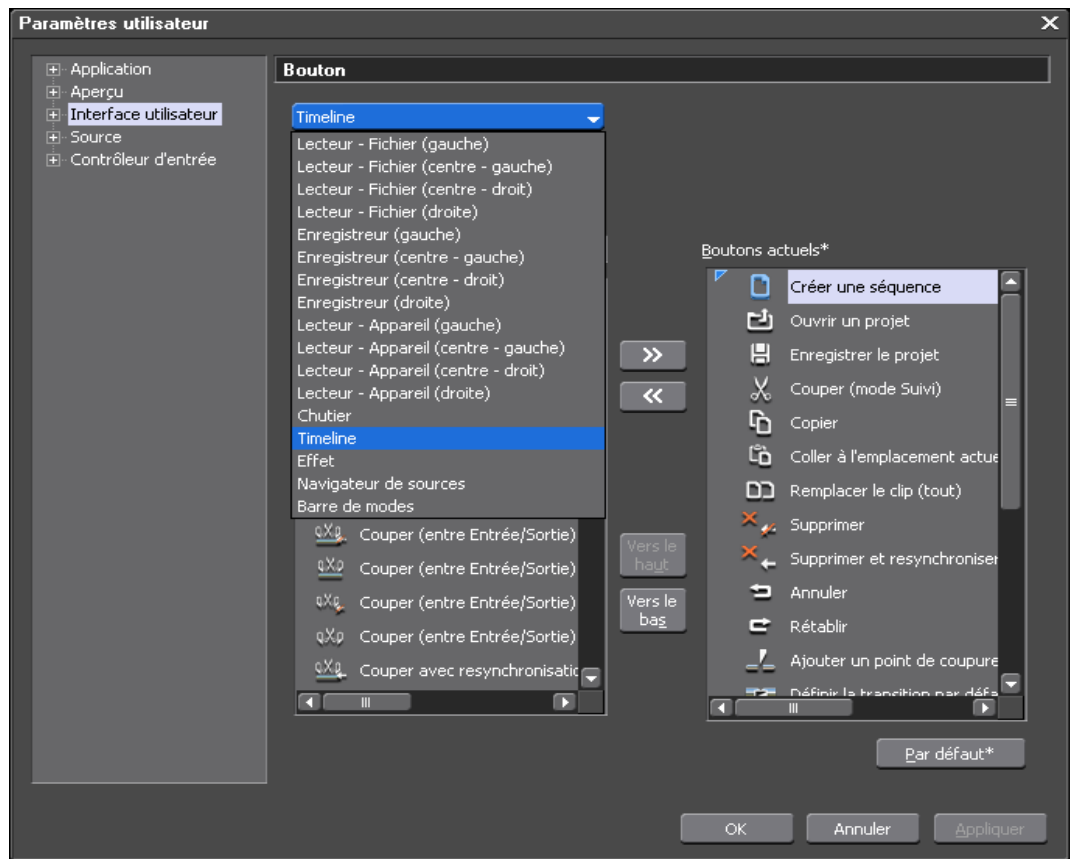 Paramètres utilisateur
Application
Aperçu
Interface utilisateur
Source
Contrôleur d'entrée
Bouton
Timeline
Lecteur - Fichier (gauche)
Lecteur - Fichier (centre - gauche)
Lecteur - Fichier (centre - droit)
Lecteur - Fichier (droite)
Enregistreur (gauche)
Enregistreur (centre - gauche)
Enregistreur (centre - droit)
Enregistreur (droite)
Lecteur - Appareil (gauche)
Lecteur - Appareil (centre - gauche)
Lecteur - Appareil (centre - droit)
Lecteur - Appareil (droite)
Chutier
Timeline
Effet
Navigateur de sources
Barre de modes
Couper (entre Entrée/Sortie)
Couper (entre Entrée/Sortie)
Couper (entre Entrée/Sortie)
Couper (entre Entrée/Sortie)
Couper avec resynchronisatic
Vers le
haut
Vers le
bas
Boutons actuels*
Créer une séquence
Ouvrir un projet
Enregistrer le projet
Couper (mode Suivi)
Copier
Coller à l'emplacement actue
Remplacer le clip (tout)
Supprimer
Supprimer et resynchroniser
Annuler
Rétablir
Ajouter un point de coupure
Définir la transition par défa
Par défaut*
OK
Annuler
Appliquer